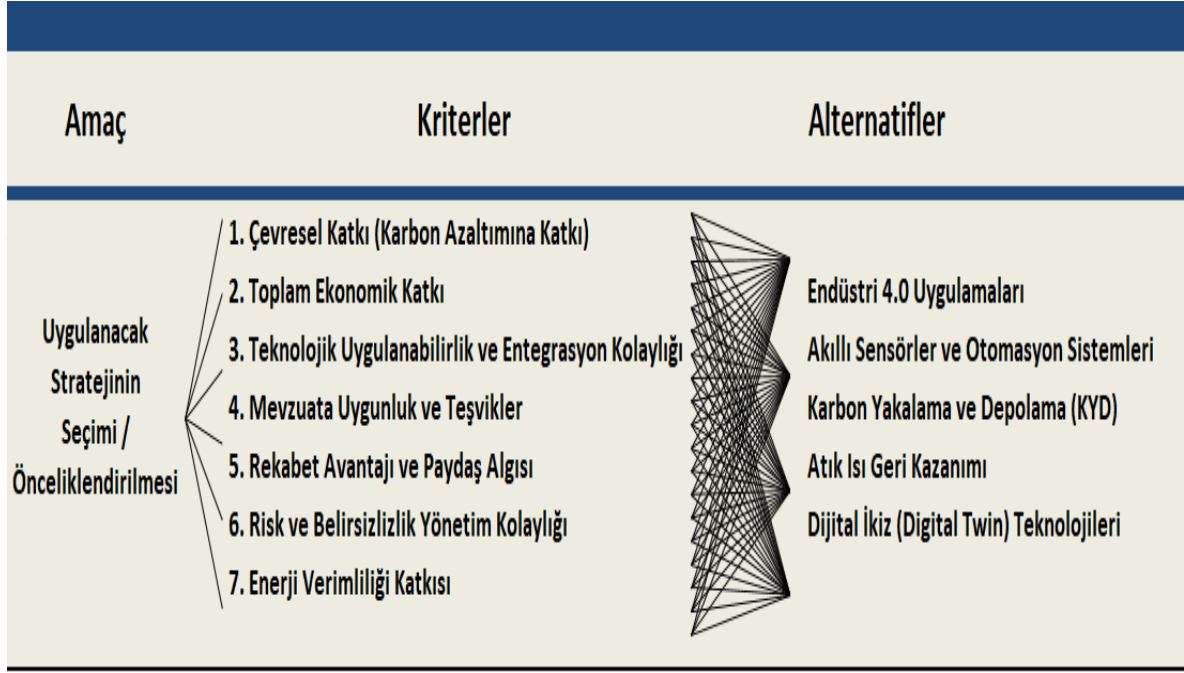 Amaç
Kriterler
Alternatifler
Uygulanacak
Stratejinin
Seçimi /
Önceliklendirilmesi
1. Çevresel Katkı (Karbon Azaltımına Katkı)
2. Toplam Ekonomik Katkı
3. Teknolojik Uygulanabilirlik ve Entegrasyon Kolaylığı
4. Mevzuata Uygunluk ve Teşvikler
5. Rekabet Avantajı ve Paydaş Algısı
6. Risk ve Belirsizlizlik Yönetim Kolaylığı
7. Enerji Verimliliği Katkısı
Endüstri 4.0 Uygulamaları
Akıllı Sensörler ve Otomasyon Sistemleri
Karbon Yakalama ve Depolama (KYD)
Atık Isı Geri Kazanımı
Dijital İkiz (Digital Twin) Teknolojileri